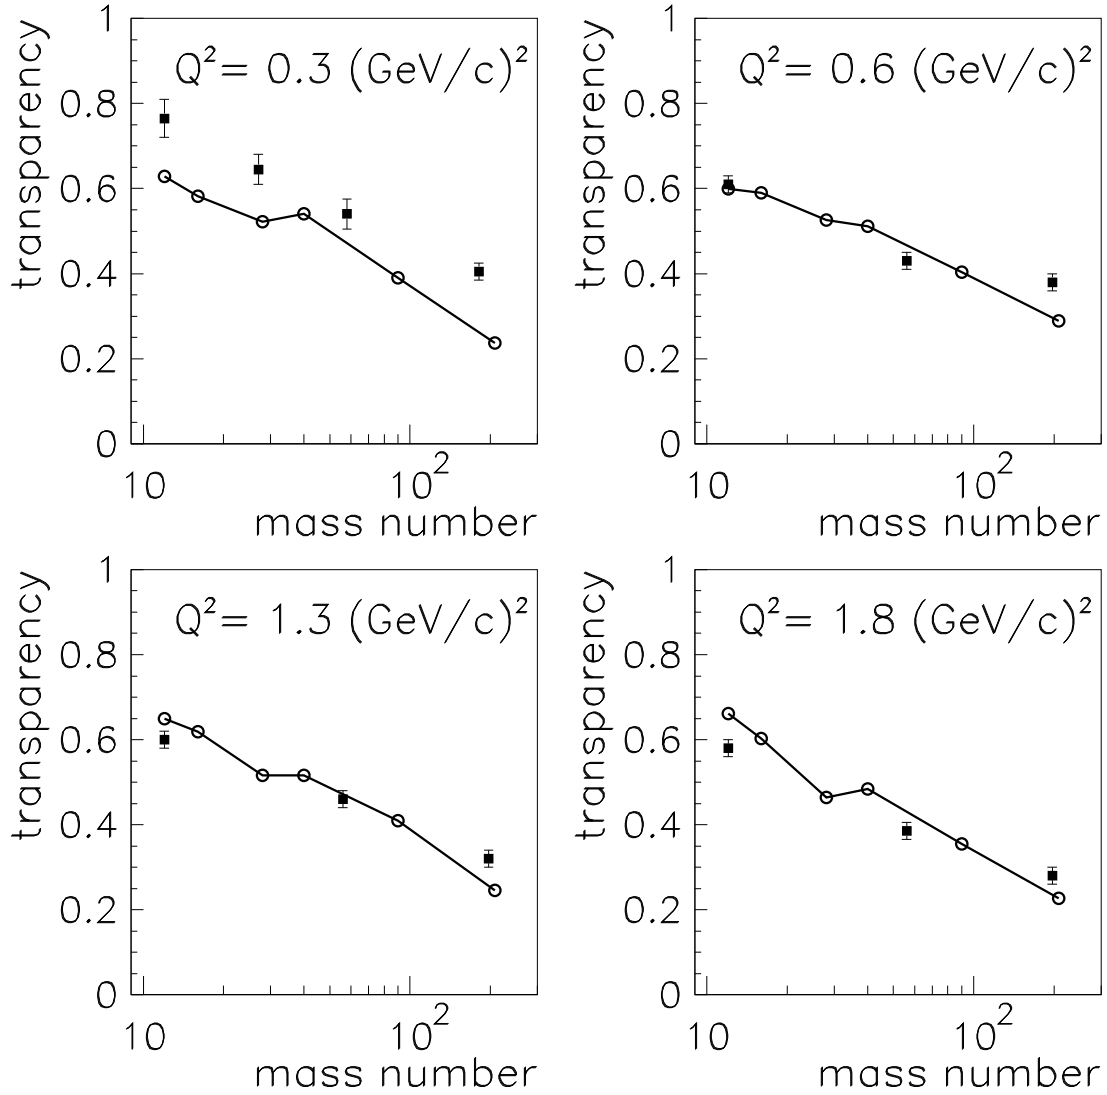 transparency
1
0.8
0.6
0.4
0.2
0
Q²= 0.3 (GeV/c)²
10
10²
mass number
transparency
1
0.8
0.6
0.4
0.2
0
Q²= 0.6 (GeV/c)²
10
10²
mass number
transparency
1
0.8
0.6
0.4
0.2
0
Q²= 1.3 (GeV/c)²
10
10²
mass number
transparency
1
0.8
0.6
0.4
0.2
0
Q²= 1.8 (GeV/c)²
10
10²
mass number